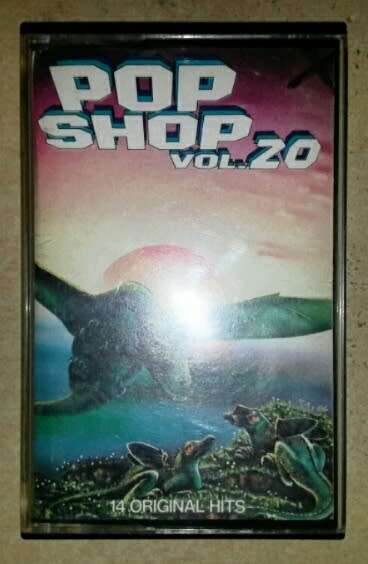 POP
SHOP
VOL. 20
14 ORIGINAL HITS